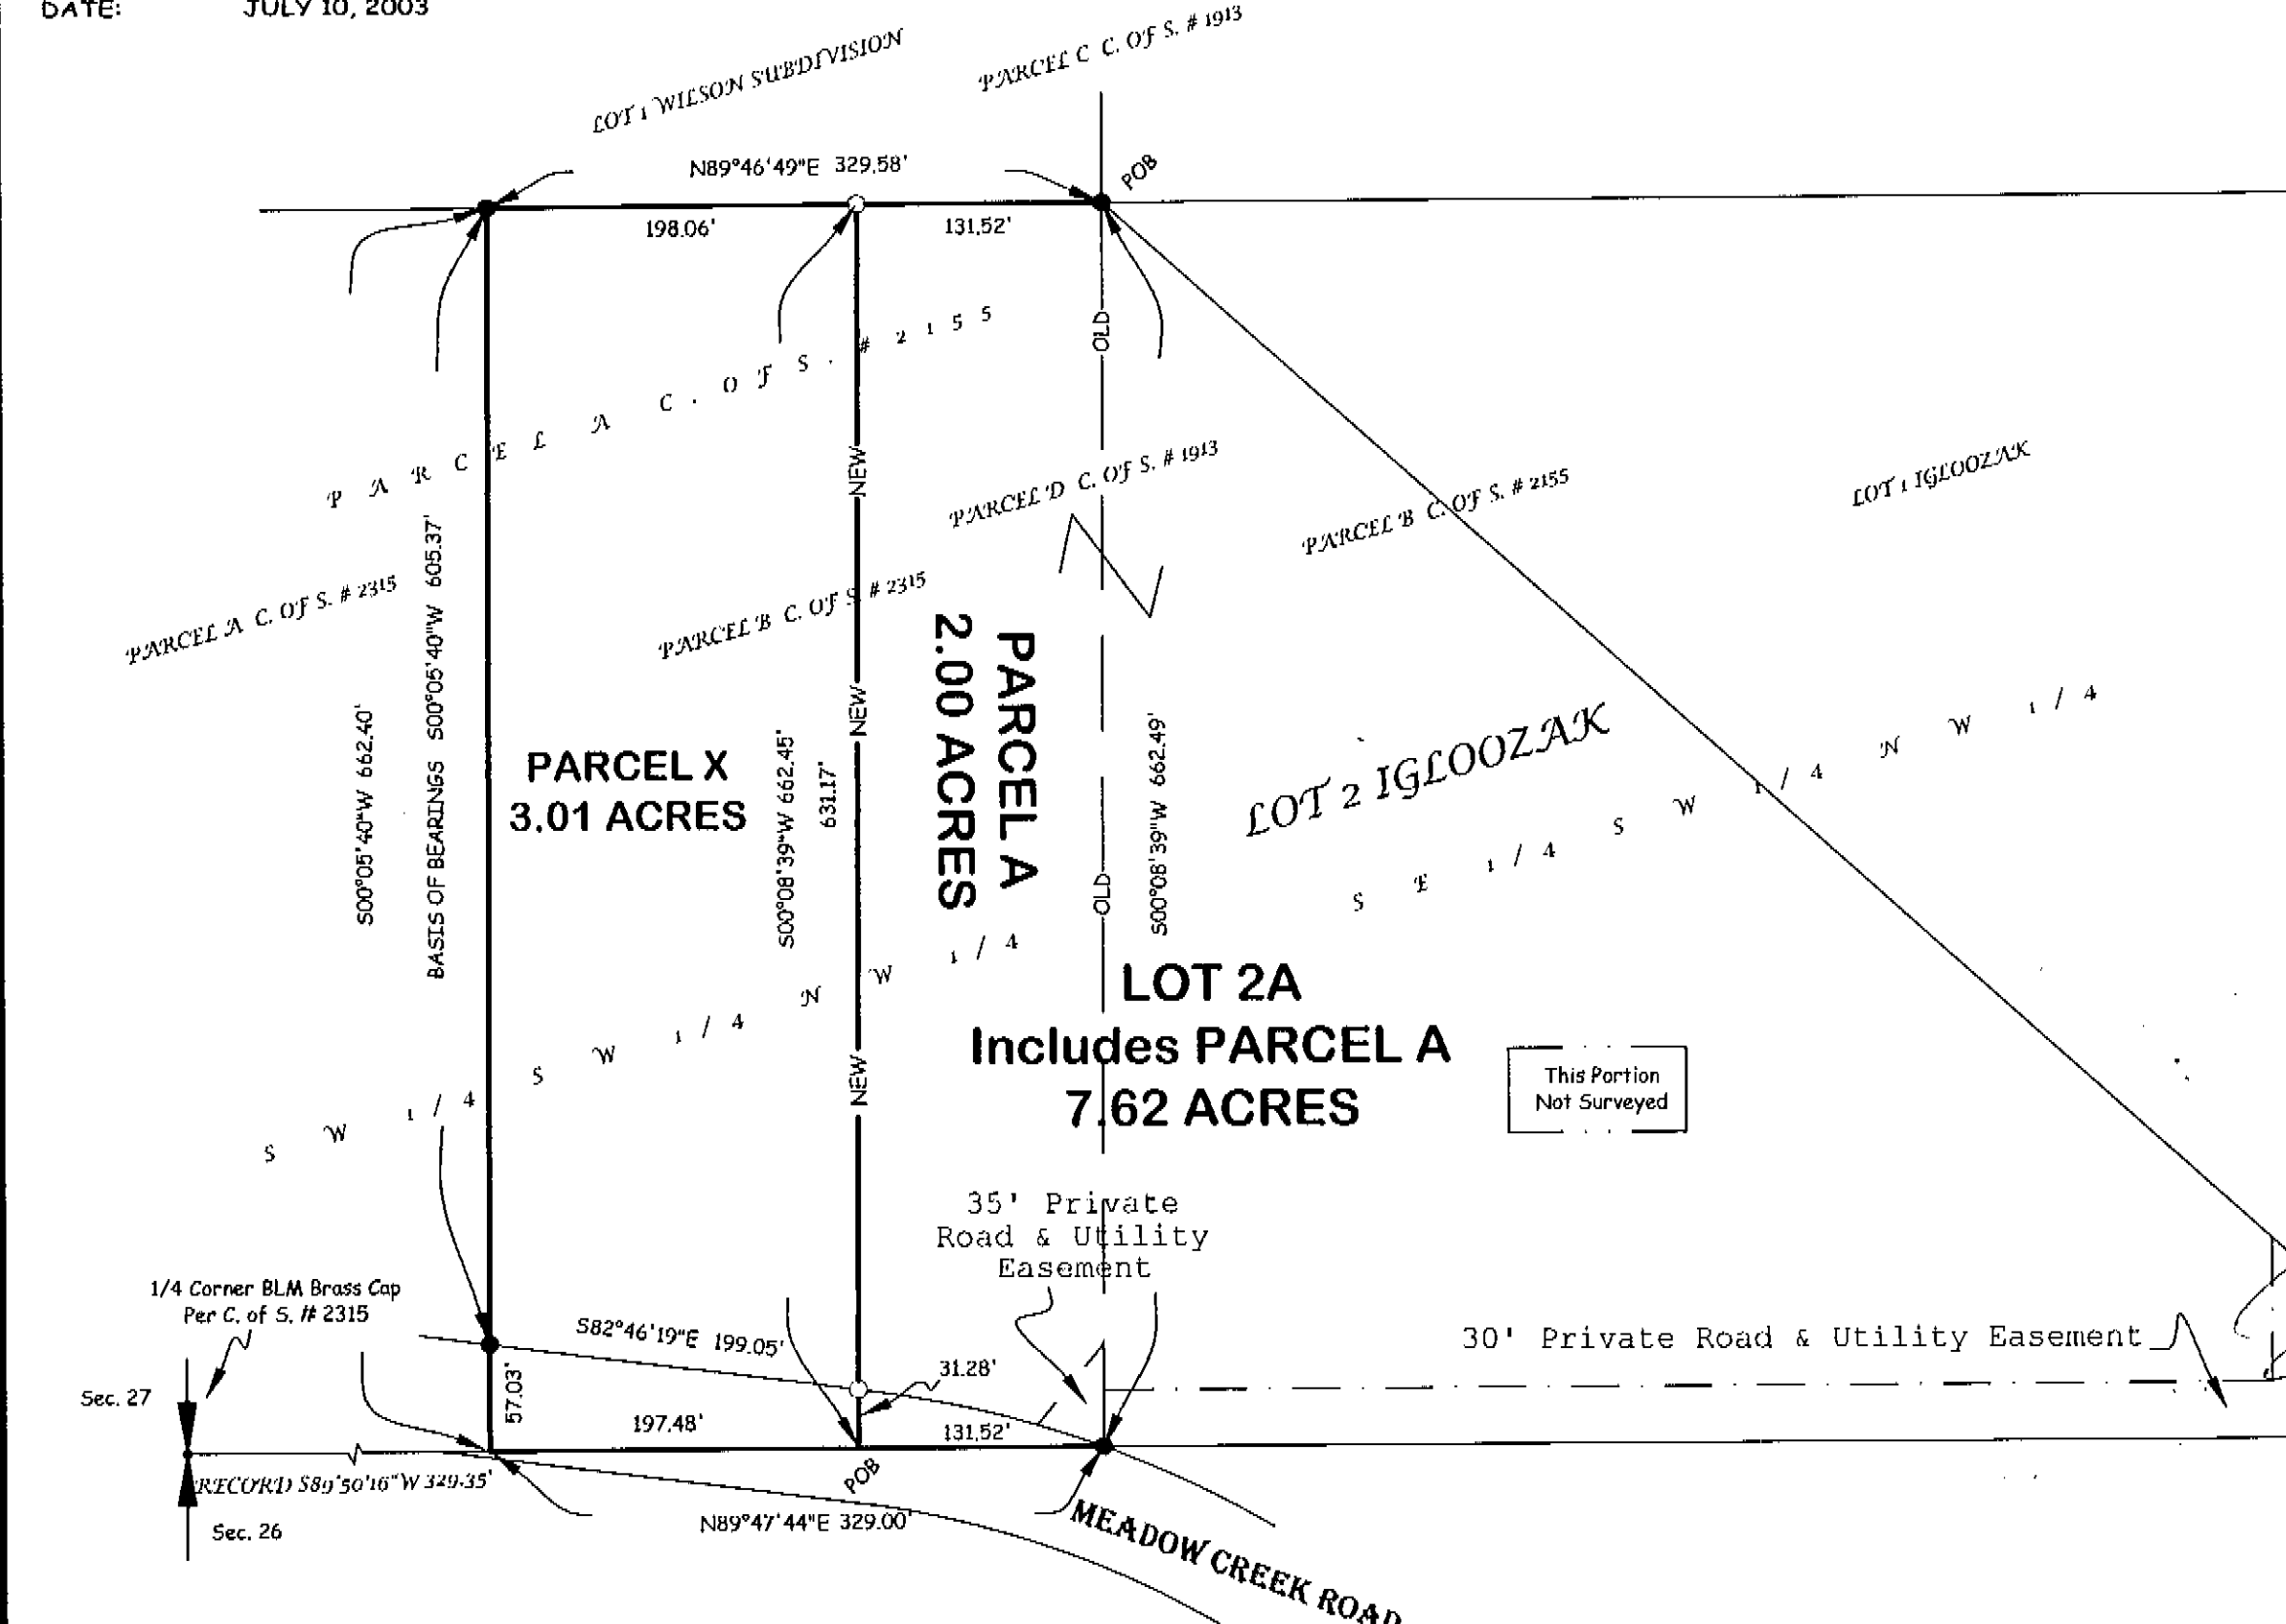 DATE: JULY 10, 2003
LOT 1 WILSON SUBDIVISION
PARCEL C C. OF S. # 1913
N89°46'49"E 329.58'
POB
198.06'
131.52'
OLD
PARCEL A C. OF S. # 2155
NEW
PARCEL D C. OF S. # 1913
PARCEL B C. OF S. # 2155
LOT 1 IGLOOZAK
PARCEL A C. OF S. # 2315
PARCEL B C. OF S. # 2315
BASIS OF BEARINGS S00°05'40"W 605.37'
S00°05'40"W 662.40'
PARCEL X
3.01 ACRES
S00°08'39"W 662.45'
631.17'
NEW
PARCEL A
2.00 ACRES
S00°08'39"W 662.49'
OLD
LOT 2 IGLOOZAK
SE 1/4 SW 1/4 NW 1/4
SW 1/4 SW 1/4 NW 1/4
LOT 2A
Includes PARCEL A
7.62 ACRES
NEW
This Portion
Not Surveyed
35' Private
Road & Utility
Easement
1/4 Corner BLM Brass Cap
Per C. of S. # 2315
S82°46'19"E 199.05'
31.28'
30' Private Road & Utility Easement
Sec. 27
57.03'
197.48'
131.52'
POB
RECORD S89°50'16"W 329.35'
Sec. 26
N89°47'44"E 329.00'
MEADOW CREEK ROAD